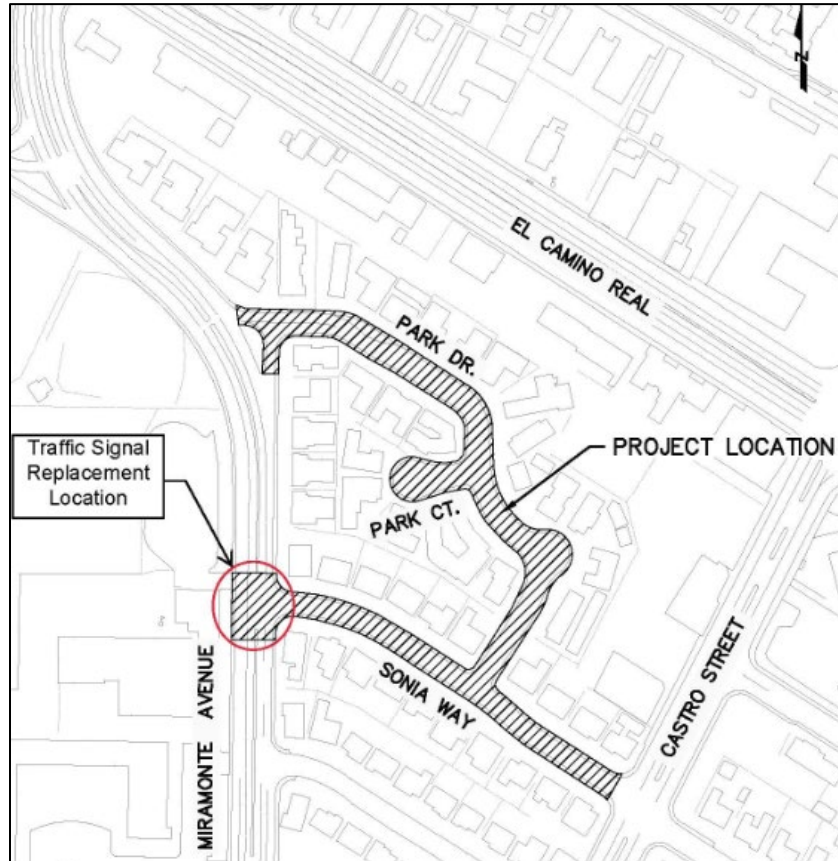 N
EL CAMINO REAL
PARK DR.
Traffic Signal
Replacement
Location
PROJECT LOCATION
PARK CT.
MIRAMONTE AVENUE
SONIA WAY
CASTRO STREET